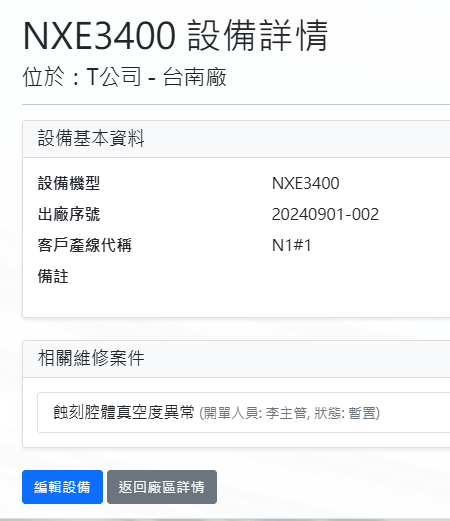 NXE3400 設備詳情
位於：T公司 - 台南廠
設備基本資料
設備機型 NXE3400
出廠序號 20240901-002
客戶產線代稱 N1#1
備註
相關維修案件
蝕刻腔體真空度異常 (開單人員: 李主管, 狀態: 暫置)
編輯設備 返回廠區詳情